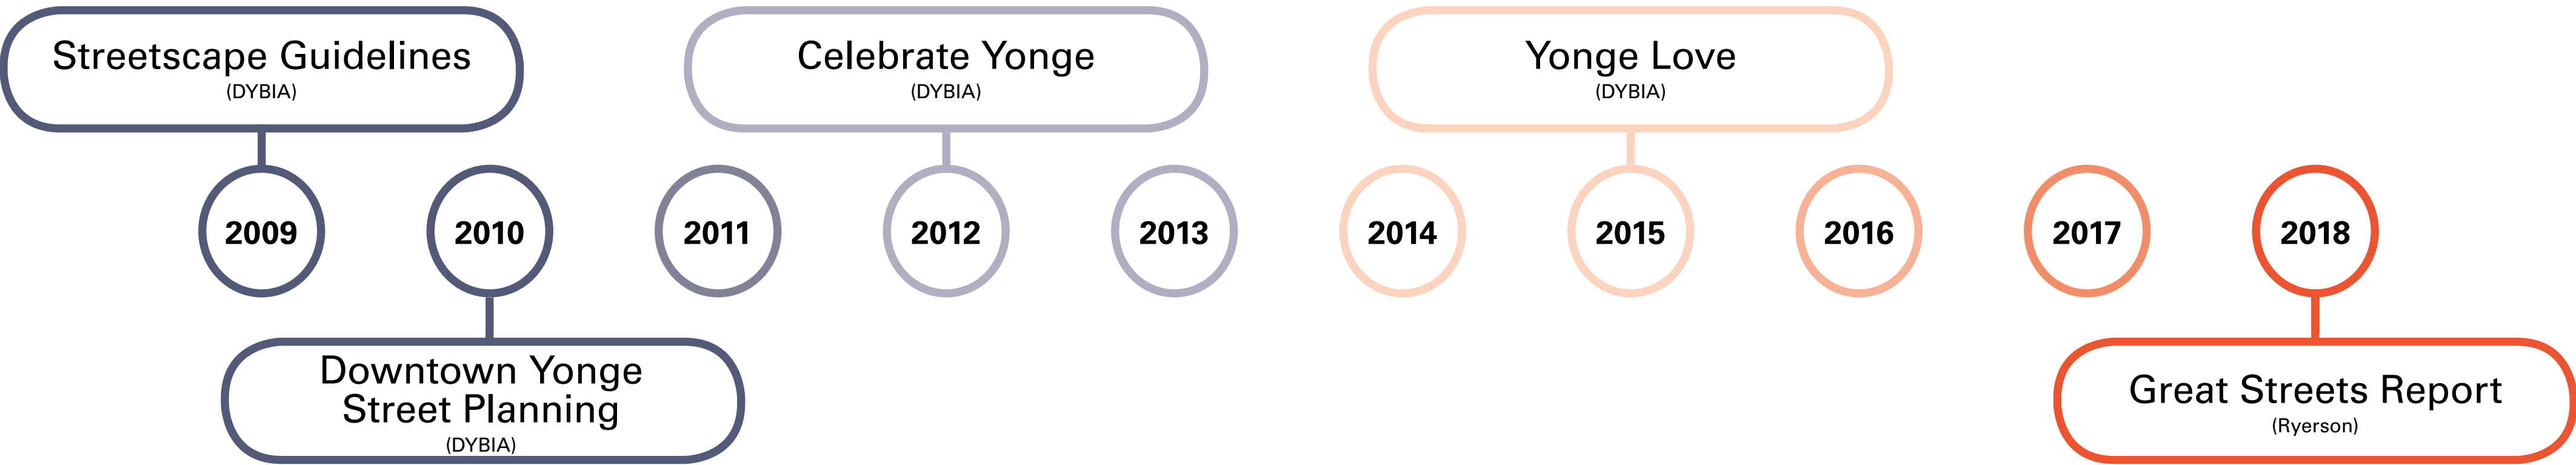 Streetscape Guidelines
(DYBIA)
Celebrate Yonge
(DYBIA)
Yonge Love
(DYBIA)
2009
2010
2011
2012
2013
2014
2015
2016
2017
2018
Downtown Yonge
Street Planning
(DYBIA)
Great Streets Report
(Ryerson)